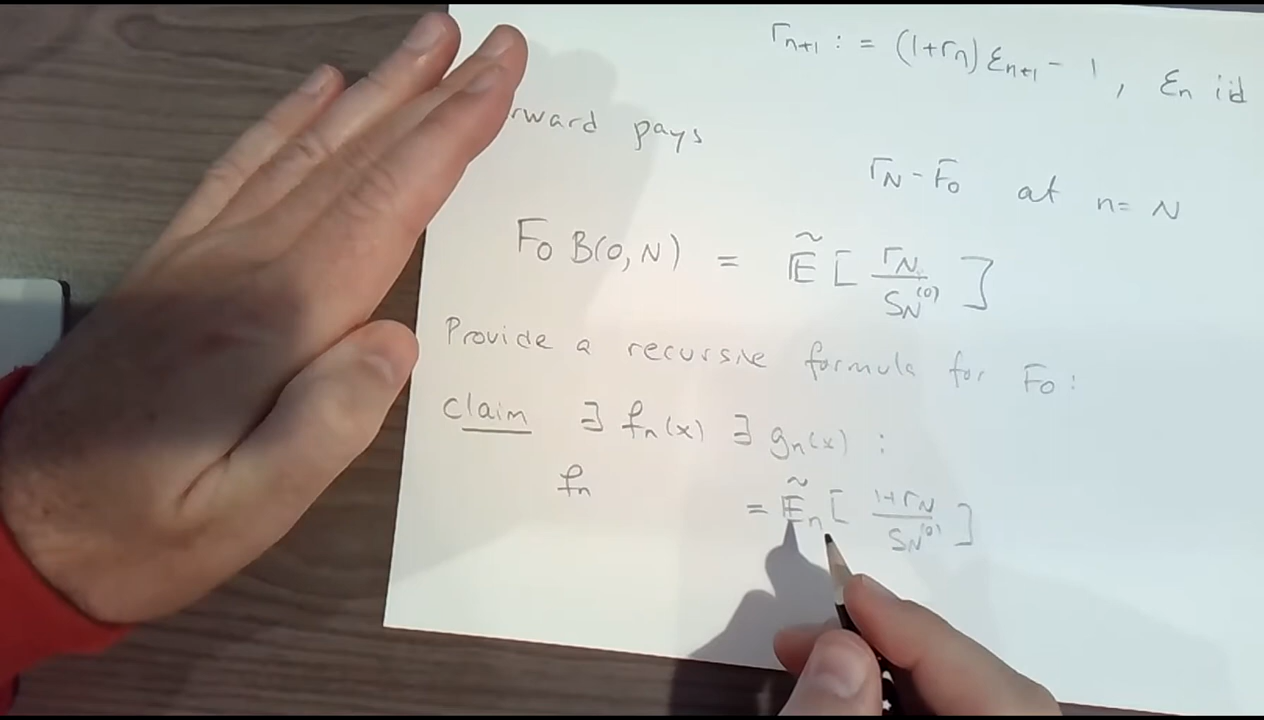 r_{n+1} := (1+r_n) ε_{n+1} - 1 , ε_n iid
rward pays
r_N - F_0 at n = N
F_0 B(0,N) = Ẽ [ r_N / S_N^{(0)} ]
Provide a recursive formula for F_0 :
claim ∃ f_n(x) ∃ g_n(x) :
f_n = Ẽ_n [ 1+r_N / S_N^{(0)} ]